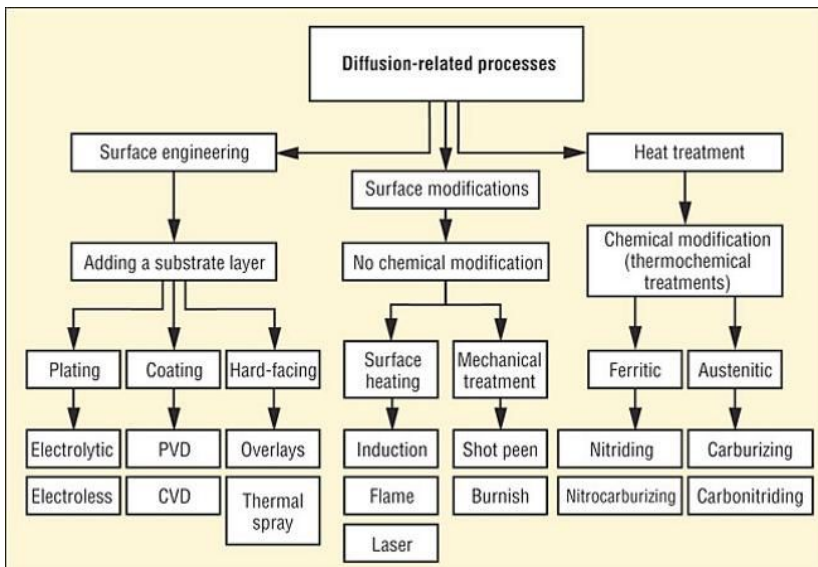 Diffusion-related processes
Surface engineering
Surface modifications
Heat treatment
Adding a substrate layer
No chemical modification
Chemical modification
(thermochemical
treatments)
Plating
Coating
Hard-facing
Surface
heating
Mechanical
treatment
Ferritic
Austenitic
Electrolytic
PVD
Overlays
Induction
Shot peen
Nitriding
Carburizing
Electroless
CVD
Thermal
spray
Flame
Burnish
Nitrocarburizing
Carbonitriding
Laser